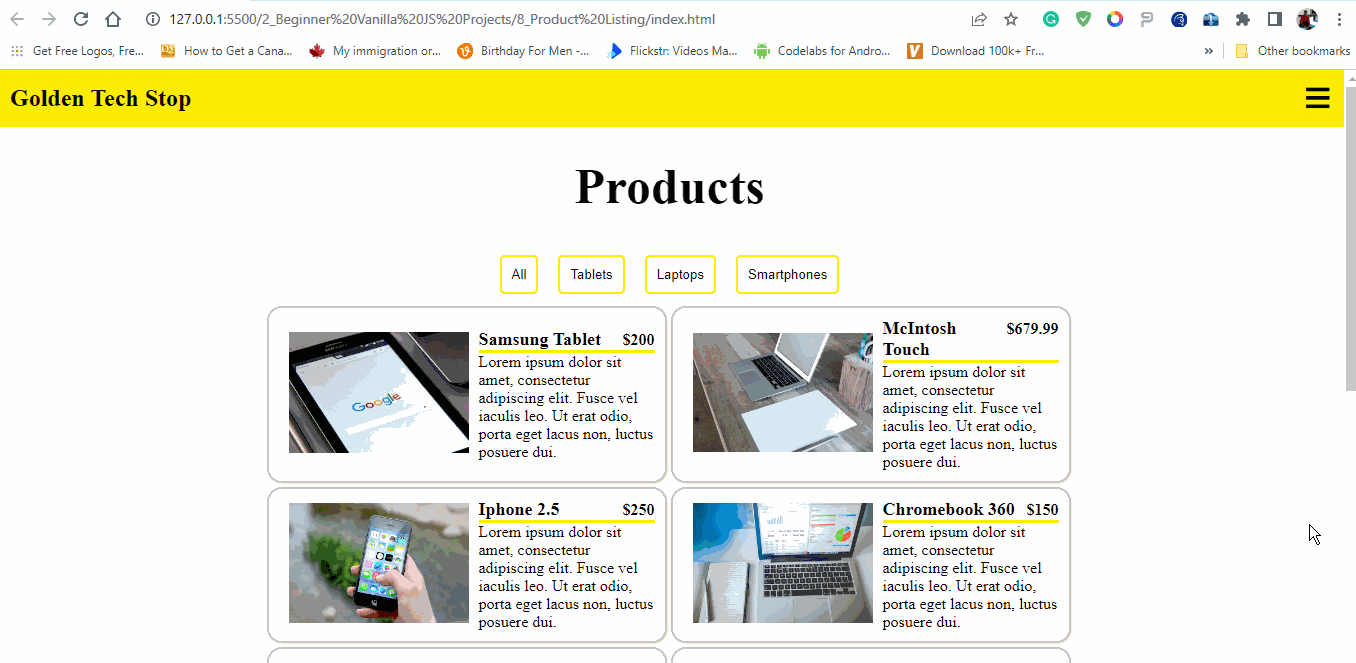 127.0.0.1:5500/2_Beginner%20Vanilla%20JS%20Projects/8_Product%20Listing/index.html
Get Free Logos, Fre... How to Get a Cana... My immigration or... Birthday For Men -... Flickstr: Videos Ma... Codelabs for Andro... Download 100k+ Fr... » Other bookmarks
Golden Tech Stop
Products
All Tablets Laptops Smartphones
Samsung Tablet $200
Lorem ipsum dolor sit
amet, consectetur
adipiscing elit. Fusce vel
iaculis leo. Ut erat odio,
porta eget lacus non, luctus
posuere dui.
Google
McIntosh $679.99
Touch
Lorem ipsum dolor sit
amet, consectetur
adipiscing elit. Fusce vel
iaculis leo. Ut erat odio,
porta eget lacus non, luctus
posuere dui.
Iphone 2.5 $250
Lorem ipsum dolor sit
amet, consectetur
adipiscing elit. Fusce vel
iaculis leo. Ut erat odio,
porta eget lacus non, luctus
posuere dui.
Chromebook 360 $150
Lorem ipsum dolor sit
amet, consectetur
adipiscing elit. Fusce vel
iaculis leo. Ut erat odio,
porta eget lacus non, luctus
posuere dui.